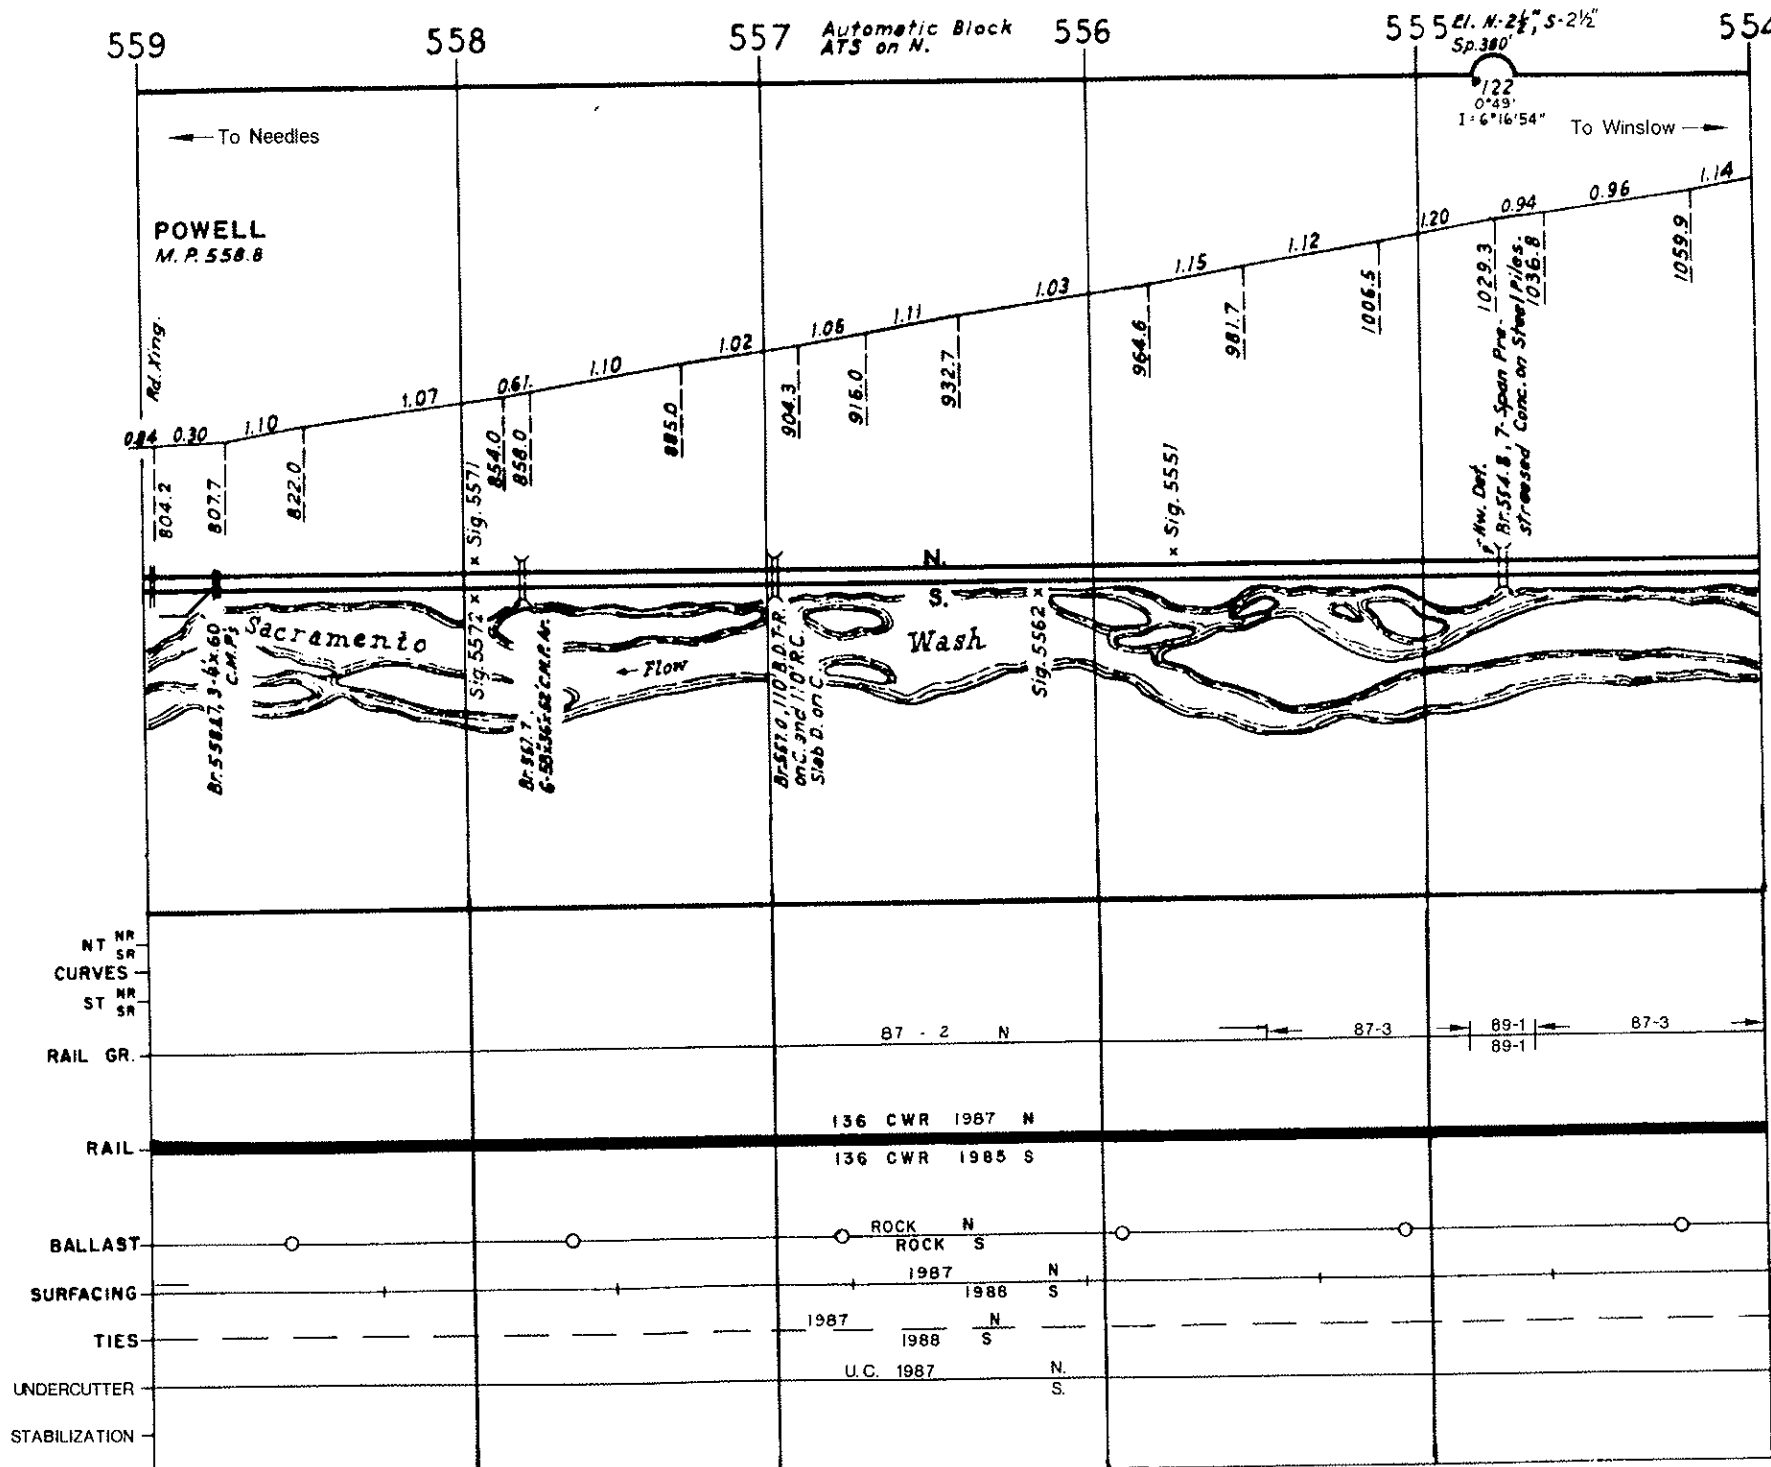 559
558
557
Automatic Block
ATS on N.
556
555
El. N-2½", S-2½"
Sp. 380'
554
122
0°49'
I=6°16'54"
← To Needles
To Winslow →
POWELL
M. P. 558.8
Rd. Xing.
0.30
1.10
1.07
0.61
1.10
1.02
1.06
1.11
1.03
1.15
1.12
1.20
0.94
0.96
1.14
804.2
807.7
822.0
854.0
858.0
885.0
904.3
916.0
932.7
964.6
981.7
1006.5
1029.3
1036.8
1059.9
× Sig. 5571
× Sig. 5551
Hw. Det.
Br. 554.8, 7-Span Pre-
stressed Conc. on Steel Piles.
N.
S.
Sacramento
Wash
← Flow
Sig. 5572 ×
Sig. 5562 ×
C.M.P.s
Br. 557.7
Br. 557.0, 110' B.D.T-R
on C. and 110' R.C.
Slab D. on C.
NT NR
SR
CURVES
ST NR
SR
RAIL GR.
87 - 2 N
87-3
89-1
89-1
87-3
RAIL
136 CWR 1987 N
136 CWR 1985 S
BALLAST
ROCK N
ROCK S
SURFACING
1987 N
1988 S
TIES
1987 N
1988 S
UNDERCUTTER
U.C. 1987 N.
S.
STABILIZATION